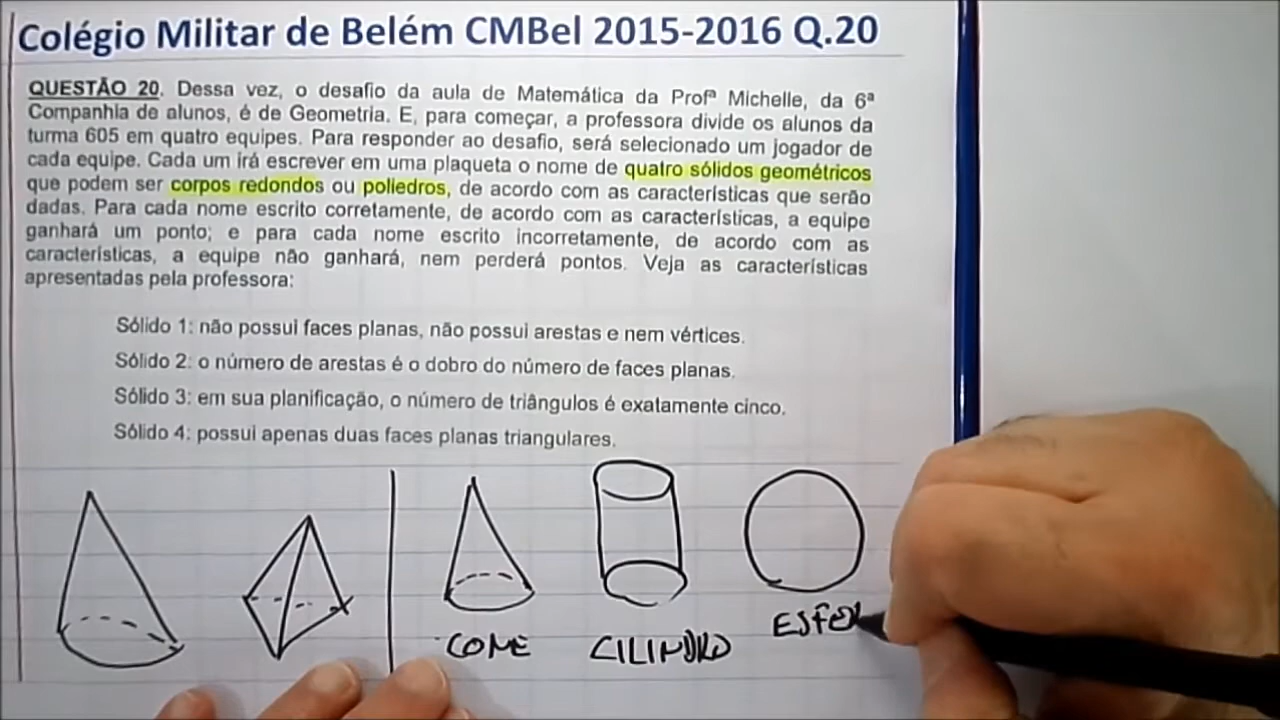 Colégio Militar de Belém CMBel 2015-2016 Q.20
QUESTÃO 20. Dessa vez, o desafio da aula de Matemática da Profª Michelle, da 6ª
Companhia de alunos, é de Geometria. E, para começar, a professora divide os alunos da
turma 605 em quatro equipes. Para responder ao desafio, será selecionado um jogador de
cada equipe. Cada um irá escrever em uma plaqueta o nome de quatro sólidos geométricos
que podem ser corpos redondos ou poliedros, de acordo com as características que serão
dadas. Para cada nome escrito corretamente, de acordo com as características, a equipe
ganhará um ponto; e para cada nome escrito incorretamente, de acordo com as
características, a equipe não ganhará, nem perderá pontos. Veja as características
apresentadas pela professora:
Sólido 1: não possui faces planas, não possui arestas e nem vértices.
Sólido 2: o número de arestas é o dobro do número de faces planas.
Sólido 3: em sua planificação, o número de triângulos é exatamente cinco.
Sólido 4: possui apenas duas faces planas triangulares.
CONE CILINDRO ESFE